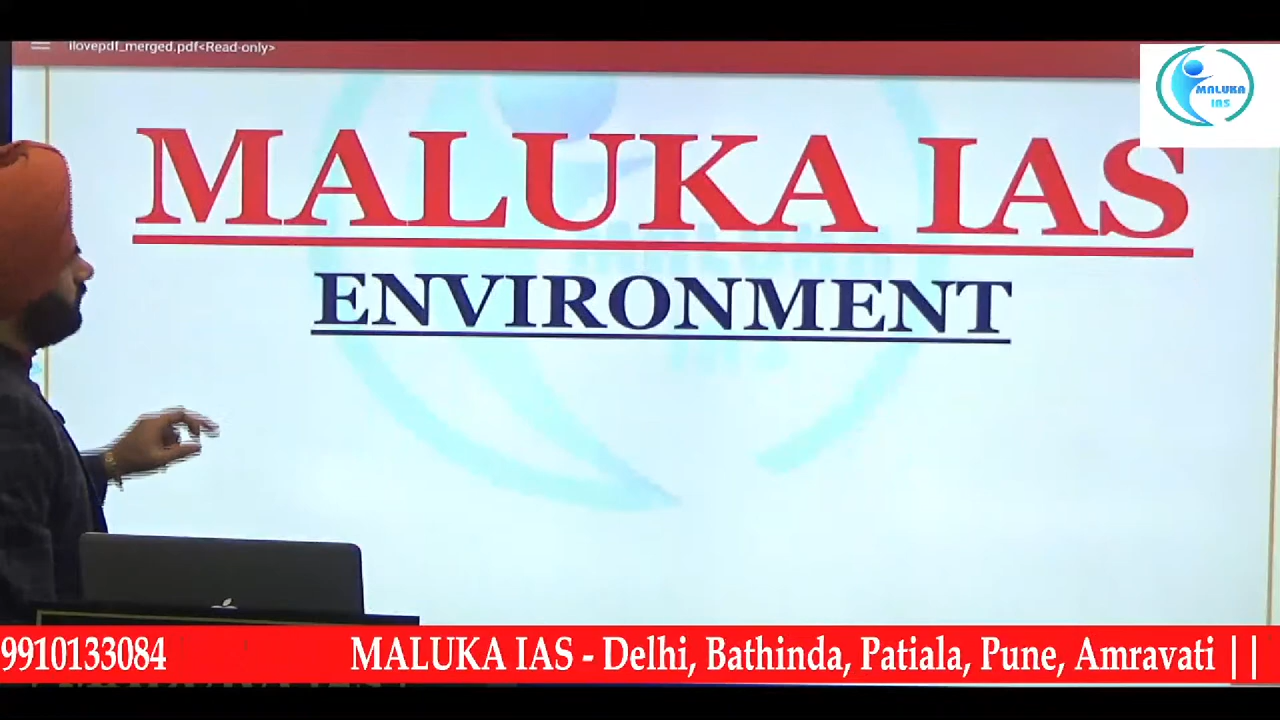 ilovepdf_merged.pdf<Read-only>
MALUKA
IAS
MALUKA IAS
ENVIRONMENT
9910133084 MALUKA IAS - Delhi, Bathinda, Patiala, Pune, Amravati ||